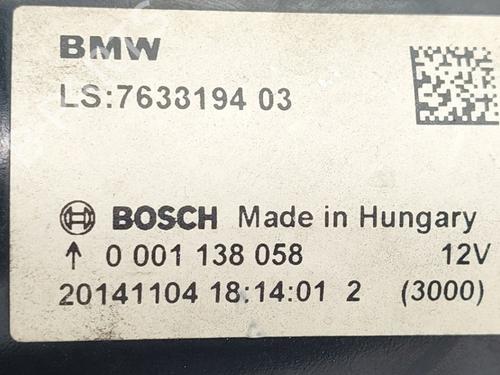 BMW
LS:7633194 03
BOSCH Made in Hungary
↑ 0 001 138 058 12V
20141104 18:14:01 2 (3000)